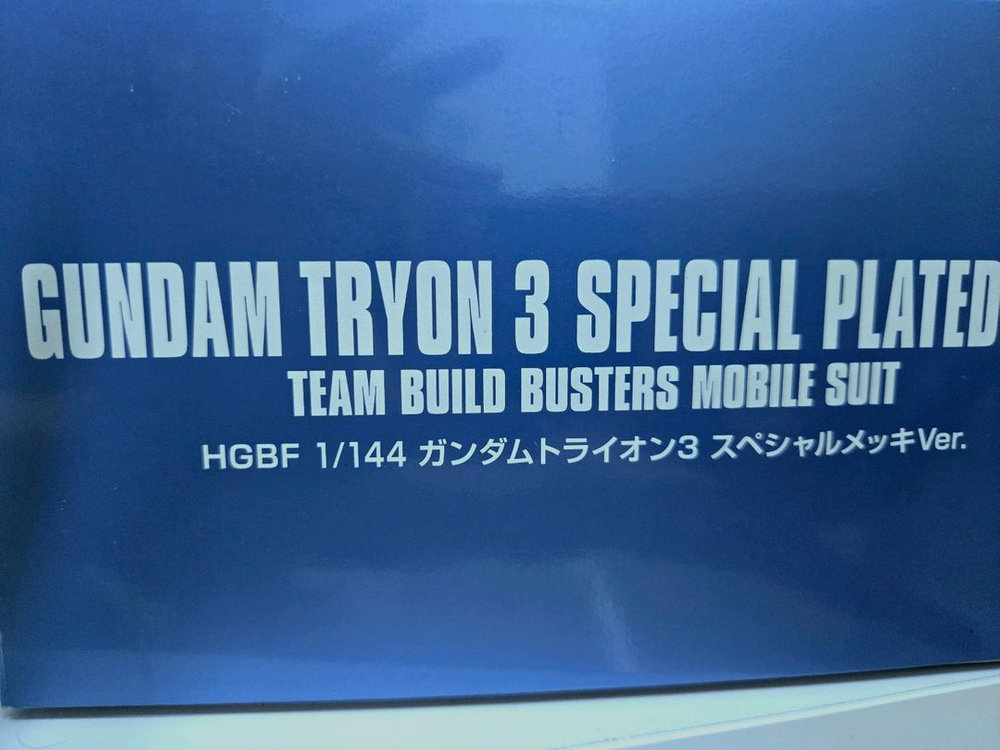 GUNDAM TRYON 3 SPECIAL PLATED
TEAM BUILD BUSTERS MOBILE SUIT
HGBF 1/144 ガンダムトライオン3 スペシャルメッキVer.